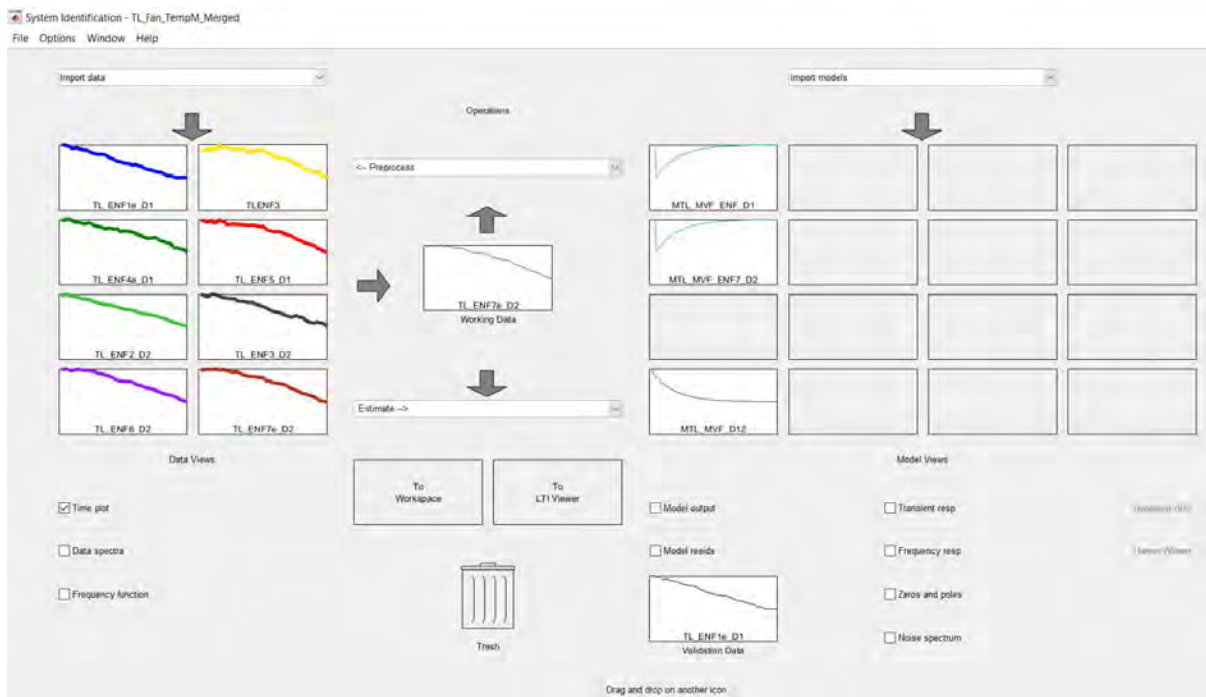 System Identification - TL_Fan_TempM_Merged
File Options Window Help
Import data
Import models
Operations
<-- Preprocess
TL_ENF1e_D1
TLENF3
TL_ENF4e_D1
TL_ENF5_D1
TL_ENF2_D2
TL_ENF3_D2
TL_ENF6_D2
TL_ENF7e_D2
Data Views
TL_ENF7e_D2
Working Data
Estimate -->
To
Workspace
To
LTI Viewer
MTL_MVF_ENF_D1
MTL_MVF_ENF7_D2
MTL_MVF_D12
Model Views
Time plot
Data spectra
Frequency function
Trash
Model output
Transient resp
Model resids
Frequency resp
Zeros and poles
Noise spectrum
TL_ENF1e_D1
Validation Data
Drag and drop on another icon